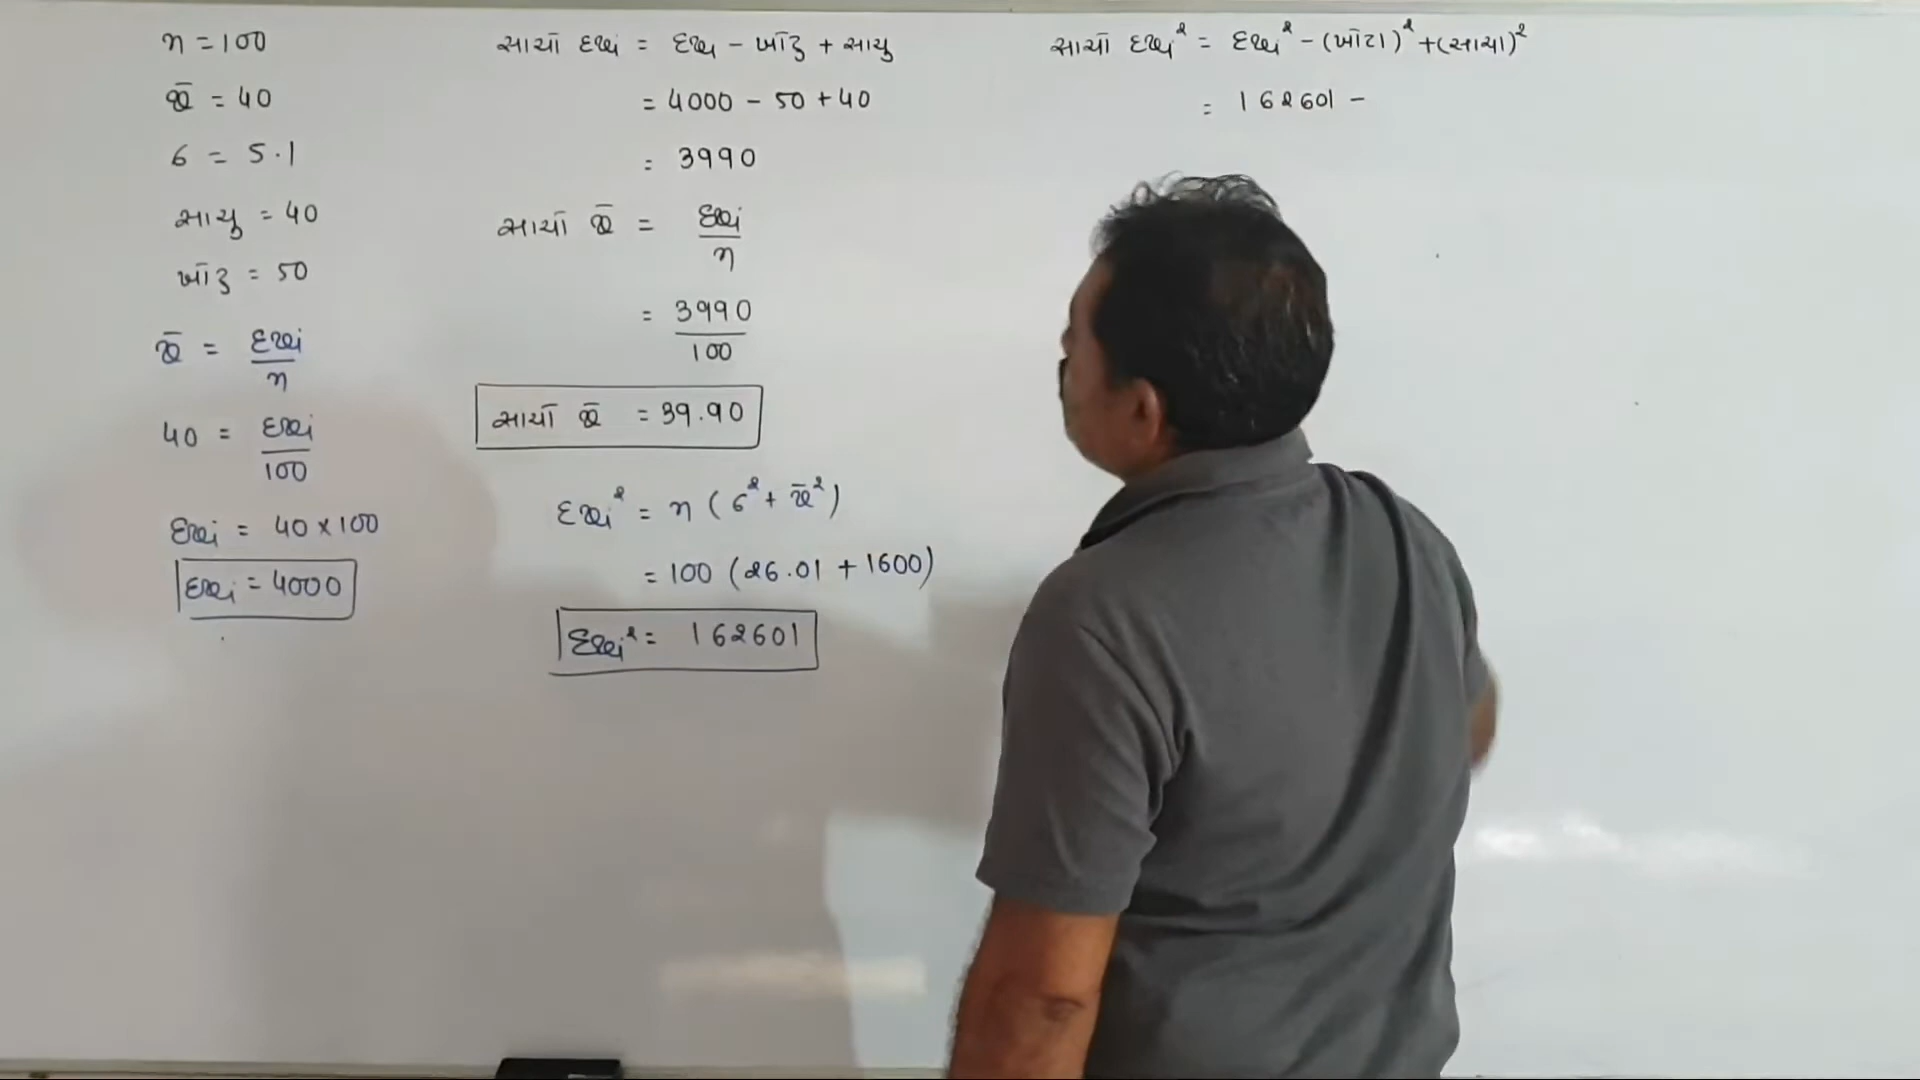 n = 100
x̄ = 40
σ = 5.1
સાચુ = 40
ખોટુ = 50
x̄ = Σxi / n
40 = Σxi / 100
Σxi = 40 × 100
Σxi = 4000
સાચો Σxi = Σxi - ખોટુ + સાચુ
= 4000 - 50 + 40
= 3990
સાચો x̄ = Σxi / n
= 3990 / 100
સાચો x̄ = 39.90
Σxi² = n (σ² + x̄²)
= 100 (26.01 + 1600)
Σxi² = 162601
સાચો Σxi² = Σxi² - (ખોટા)² + (સાચા)²
= 162601 -